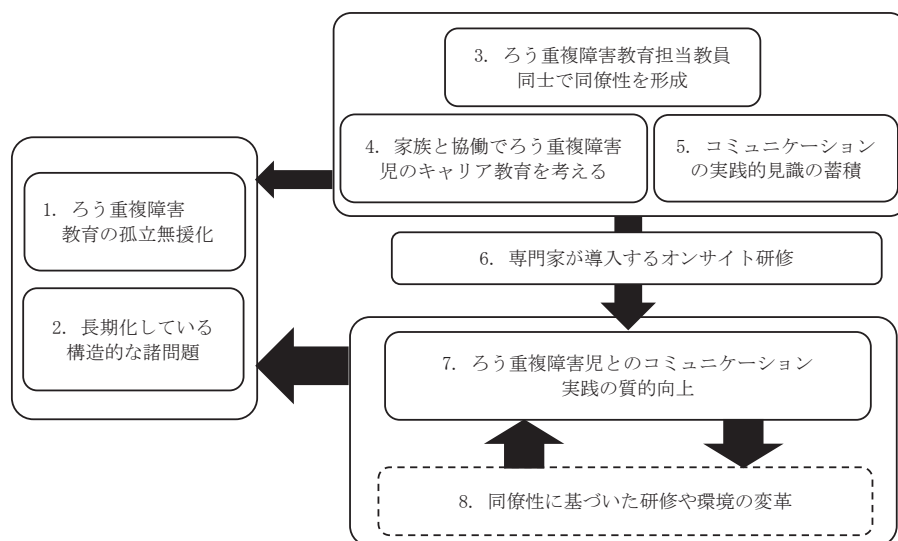 3. ろう重複障害教育担当教員
同士で同僚性を形成
4. 家族と協働でろう重複障害
児のキャリア教育を考える
5. コミュニケーション
の実践的見識の蓄積
1. ろう重複障害
教育の孤立無援化
2. 長期化している
構造的な諸問題
6. 専門家が導入するオンサイト研修
7. ろう重複障害児とのコミュニケーション
実践の質的向上
8. 同僚性に基づいた研修や環境の変革